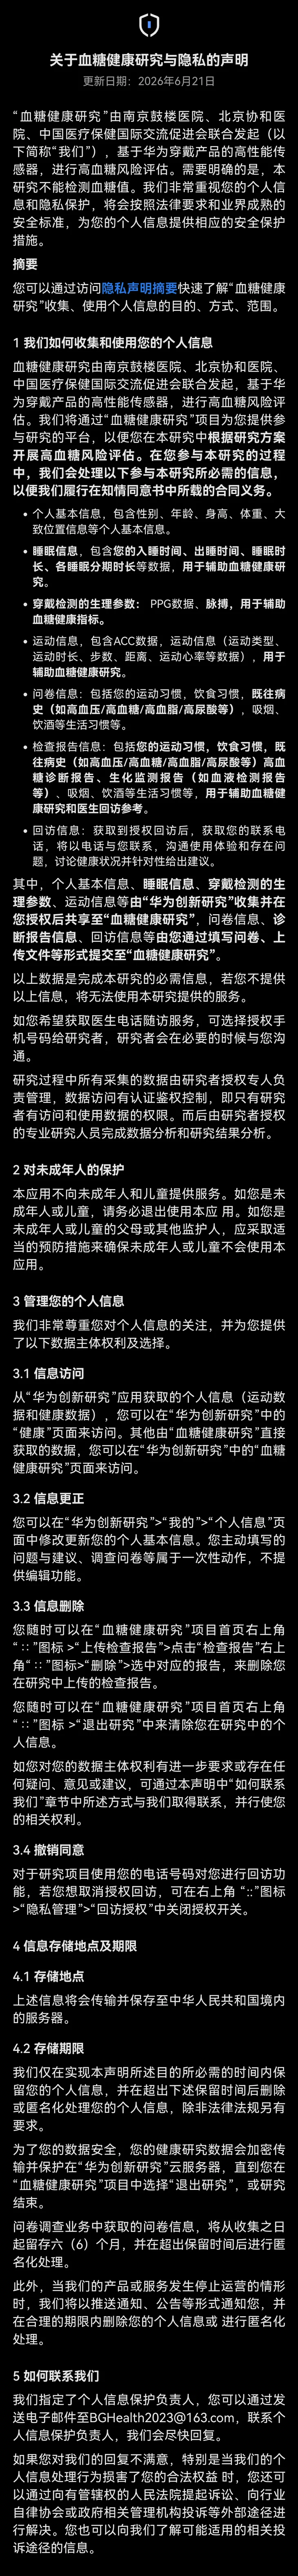 关于血糖健康研究与隐私的声明
更新日期：2026年6月21日
“血糖健康研究”由南京鼓楼医院、北京协和医
院、中国医疗保健国际交流促进会联合发起（以
下简称“我们”），基于华为穿戴产品的高性能传
感器，进行高血糖风险评估。需要明确的是，本
研究不能检测血糖值。我们非常重视您的个人信
息和隐私保护，将会按照法律要求和业界成熟的
安全标准，为您的个人信息提供相应的安全保护
措施。
摘要
您可以通过访问隐私声明摘要快速了解“血糖健康
研究”收集、使用个人信息的目的、方式、范围。
1 我们如何收集和使用您的个人信息
血糖健康研究由南京鼓楼医院、北京协和医院、
中国医疗保健国际交流促进会联合发起，基于华
为穿戴产品的高性能传感器，进行高血糖风险评
估。我们将通过“血糖健康研究”项目为您提供参
与研究的平台，以便您在本研究中根据研究方案
开展高血糖风险评估。在您参与本研究的过程
中，我们会处理以下参与本研究所必需的信息，
以便我们履行在知情同意书中所载的合同义务。
• 个人基本信息，包含性别、年龄、身高、体重、大
致位置信息等个人基本信息。
• 睡眠信息，包含您的入睡时间、出睡时间、睡眠时
长、各睡眠分期时长等数据，用于辅助血糖健康研
究。
• 穿戴检测的生理参数： PPG数据、脉搏，用于辅助
血糖健康指标。
• 运动信息，包含ACC数据，运动信息（运动类型、
运动时长、步数、距离、运动心率等数据），用于
辅助血糖健康研究。
• 问卷信息：包括您的运动习惯，饮食习惯，既往病
史（如高血压/高血糖/高血脂/高尿酸等），吸烟、
饮酒等生活习惯等。
• 检查报告信息：包括您的运动习惯，饮食习惯，既
往病史（如高血压/高血糖/高血脂/高尿酸等）高血
糖诊断报告、生化监测报告（如血液检测报告
等）、吸烟、饮酒等生活习惯等，用于辅助血糖健
康研究和医生回访参考。
• 回访信息：获取到授权回访后，获取您的联系电
话，将以电话与您联系，沟通使用体验和存在问
题，讨论健康状况并针对性给出建议。
其中，个人基本信息、睡眠信息、穿戴检测的生
理参数、运动信息等由“华为创新研究”收集并在
您授权后共享至“血糖健康研究”，问卷信息、诊
断报告信息、回访信息等由您通过填写问卷、上
传文件等形式提交至“血糖健康研究”。
以上数据是完成本研究的必需信息，若您不提供
以上信息，将无法使用本研究提供的服务。
如您希望获取医生电话随访服务，可选择授权手
机号码给研究者，研究者会在必要的时候与您沟
通。
研究过程中所有采集的数据由研究者授权专人负
责管理，数据访问有认证鉴权控制，即只有研究
者有访问和使用数据的权限。而后由研究者授权
的专业研究人员完成数据分析和研究结果分析。
2 对未成年人的保护
本应用不向未成年人和儿童提供服务。如您是未
成年人或儿童，请务必退出使用本应 用。如您是
未成年人或儿童的父母或其他监护人，应采取适
当的预防措施来确保未成年人或儿童不会使用本
应用。
3 管理您的个人信息
我们非常尊重您对个人信息的关注，并为您提供
了以下数据主体权利及选择。
3.1 信息访问
从“华为创新研究”应用获取的个人信息（运动数
据和健康数据），您可以在“华为创新研究”中的
“健康”页面来访问。其他由“血糖健康研究”直接
获取的数据，您可以在“华为创新研究”中的“血糖
健康研究”页面来访问。
3.2 信息更正
您可以在“华为创新研究”>“我的”>“个人信息”页
面中修改更新您的个人基本信息。您主动填写的
问题与建议、调查问卷等属于一次性动作，不提
供编辑功能。
3.3 信息删除
您随时可以在“血糖健康研究”项目首页右上角
“∷”图标 >“上传检查报告”>点击“检查报告”右上
角“∷”图标>“删除”>选中对应的报告，来删除您
在研究中上传的检查报告。
您随时可以在“血糖健康研究”项目首页右上角
“∷”图标 >“退出研究”中来清除您在研究中的个
人信息。
如您对您的数据主体权利有进一步要求或存在任
何疑问、意见或建议，可通过本声明中“如何联系
我们”章节中所述方式与我们取得联系，并行使您
的相关权利。
3.4 撤销同意
对于研究项目使用您的电话号码对您进行回访功
能，若您想取消授权回访，可在右上角 “::”图标
>“隐私管理”>“回访授权”中关闭授权开关。
4 信息存储地点及期限
4.1 存储地点
上述信息将会传输并保存至中华人民共和国境内
的服务器。
4.2 存储期限
我们仅在实现本声明所述目的所必需的时间内保
留您的个人信息，并在超出下述保留时间后删除
或匿名化处理您的个人信息，除非法律法规另有
要求。
为了您的数据安全，您的健康研究数据会加密传
输并保护在“华为创新研究”云服务器，直到您在
“血糖健康研究”项目中选择“退出研究”，或研究
结束。
问卷调查业务中获取的问卷信息，将从收集之日
起留存六（6）个月，并在超出保留时间后进行匿
名化处理。
此外，当我们的产品或服务发生停止运营的情形
时，我们将以推送通知、公告等形式通知您，并
在合理的期限内删除您的个人信息或 进行匿名化
处理。
5 如何联系我们
我们指定了个人信息保护负责人，您可以通过发
送电子邮件至BGHealth2023@163.com，联系个
人信息保护负责人，我们会尽快回复。
如果您对我们的回复不满意，特别是当我们的个
人信息处理行为损害了您的合法权益 时，您还可
以通过向有管辖权的人民法院提起诉讼、向行业
自律协会或政府相关管理机构投诉等外部途径进
行解决。您也可以向我们了解可能适用的相关投
诉途径的信息。